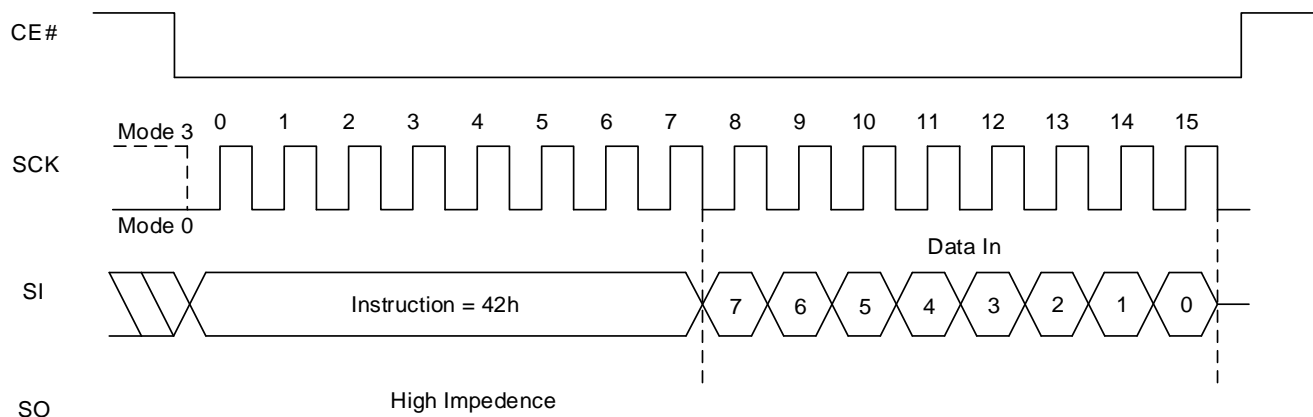 CE#
Mode 3
0 1 2 3 4 5 6 7 8 9 10 11 12 13 14 15
SCK
Mode 0
Data In
SI
Instruction = 42h
7 6 5 4 3 2 1 0
High Impedence
SO